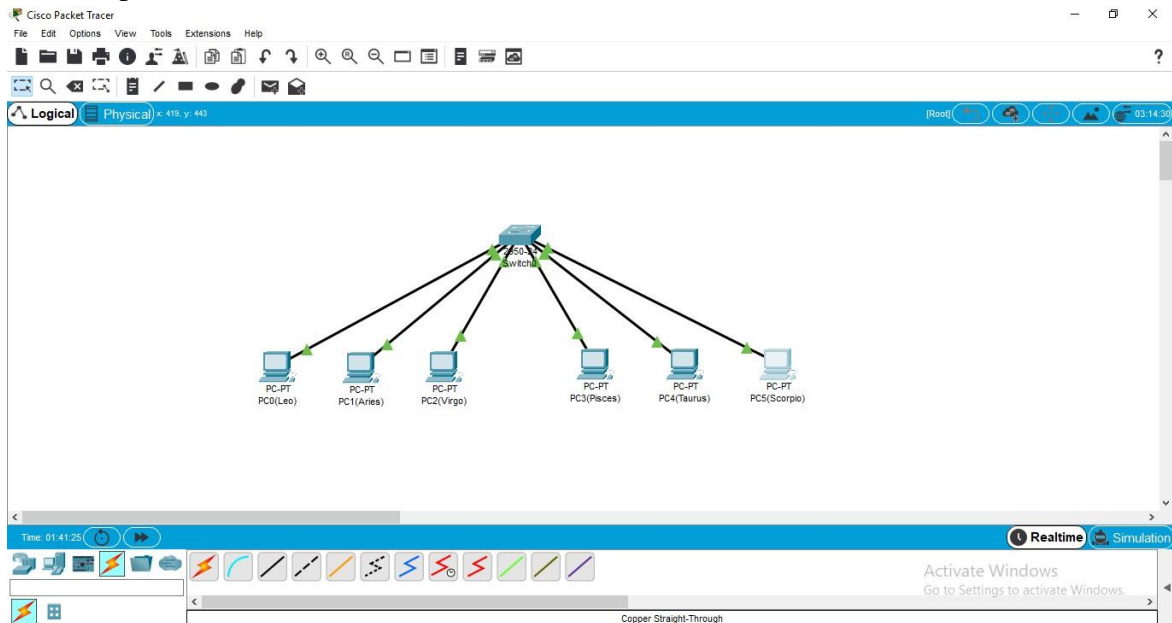 Cisco Packet Tracer
File Edit Options View Tools Extensions Help
?
Logical Physical x: 419, y: 443 [Root] 03:14:30
2950-24
Switch0
PC-PT
PC0(Leo)
PC-PT
PC1(Aries)
PC-PT
PC2(Virgo)
PC-PT
PC3(Pisces)
PC-PT
PC4(Taurus)
PC-PT
PC5(Scorpio)
Time: 01:41:25 Realtime Simulation
Activate Windows
Go to Settings to activate Windows.
Copper Straight-Through